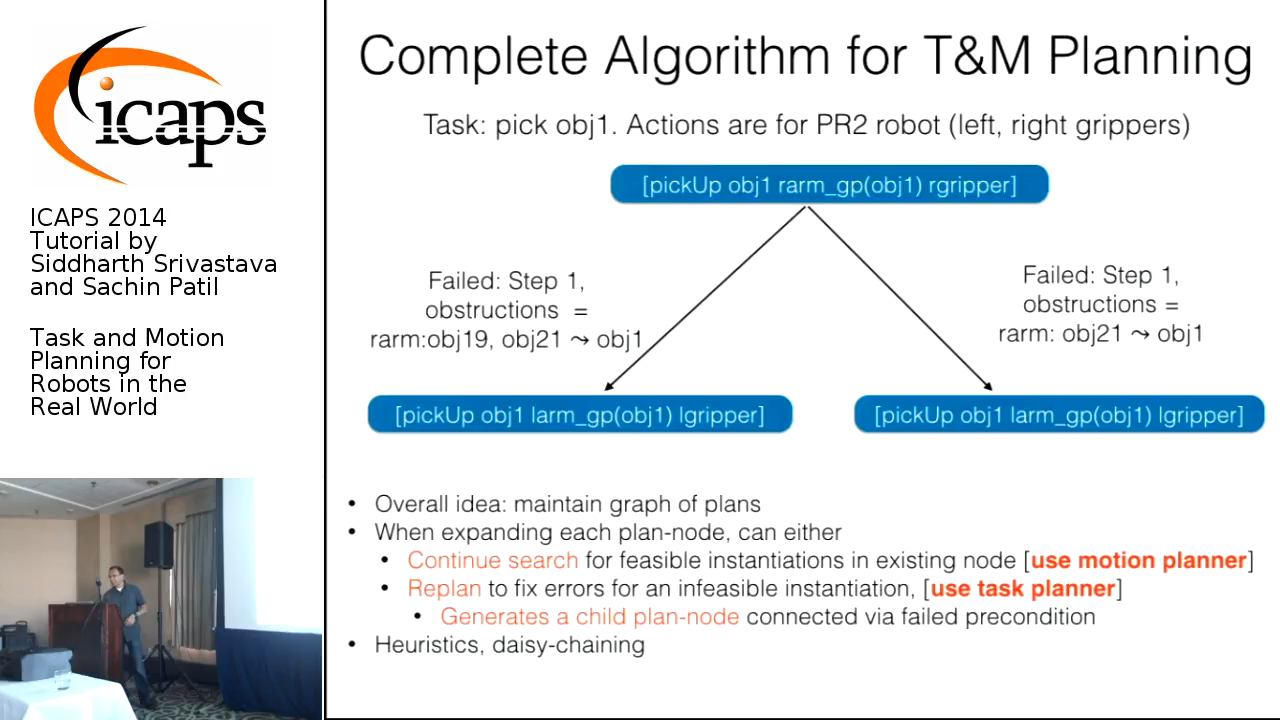 icaps
ICAPS 2014
Tutorial by
Siddharth Srivastava
and Sachin Patil
Task and Motion
Planning for
Robots in the
Real World
Complete Algorithm for T&M Planning
Task: pick obj1. Actions are for PR2 robot (left, right grippers)
[pickUp obj1 rarm_gp(obj1) rgripper]
Failed: Step 1,
obstructions =
rarm:obj19, obj21 ⤳ obj1
Failed: Step 1,
obstructions =
rarm: obj21 ⤳ obj1
[pickUp obj1 larm_gp(obj1) lgripper]
[pickUp obj1 larm_gp(obj1) lgripper]
• Overall idea: maintain graph of plans
• When expanding each plan-node, can either
• Continue search for feasible instantiations in existing node [use motion planner]
• Replan to fix errors for an infeasible instantiation, [use task planner]
• Generates a child plan-node connected via failed precondition
• Heuristics, daisy-chaining